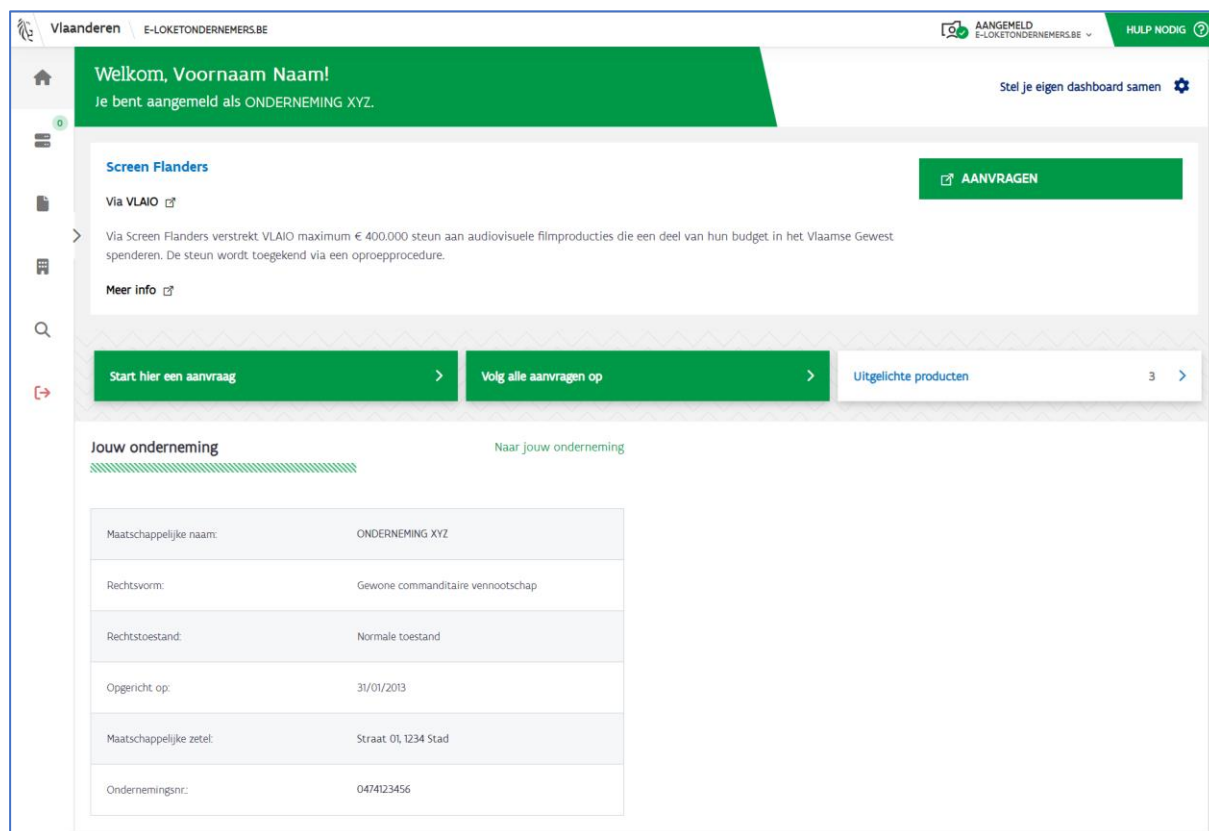 Vlaanderen E-LOKETONDERNEMERS.BE
AANGEMELD
E-LOKETONDERNEMERS.BE
HULP NODIG
Welkom, Voornaam Naam!
Je bent aangemeld als ONDERNEMING XYZ.
Stel je eigen dashboard samen
0
Screen Flanders
AANVRAGEN
Via VLAIO
Via Screen Flanders verstrekt VLAIO maximum € 400.000 steun aan audiovisuele filmproducties die een deel van hun budget in het Vlaamse Gewest
spenderen. De steun wordt toegekend via een oproepprocedure.
Meer info
Start hier een aanvraag
Volg alle aanvragen op
Uitgelichte producten 3
Jouw onderneming
Naar jouw onderneming
Maatschappelijke naam: ONDERNEMING XYZ
Rechtsvorm: Gewone commanditaire vennootschap
Rechtstoestand: Normale toestand
Opgericht op: 31/01/2013
Maatschappelijke zetel: Straat 01, 1234 Stad
Ondernemingsnr.: 0474123456